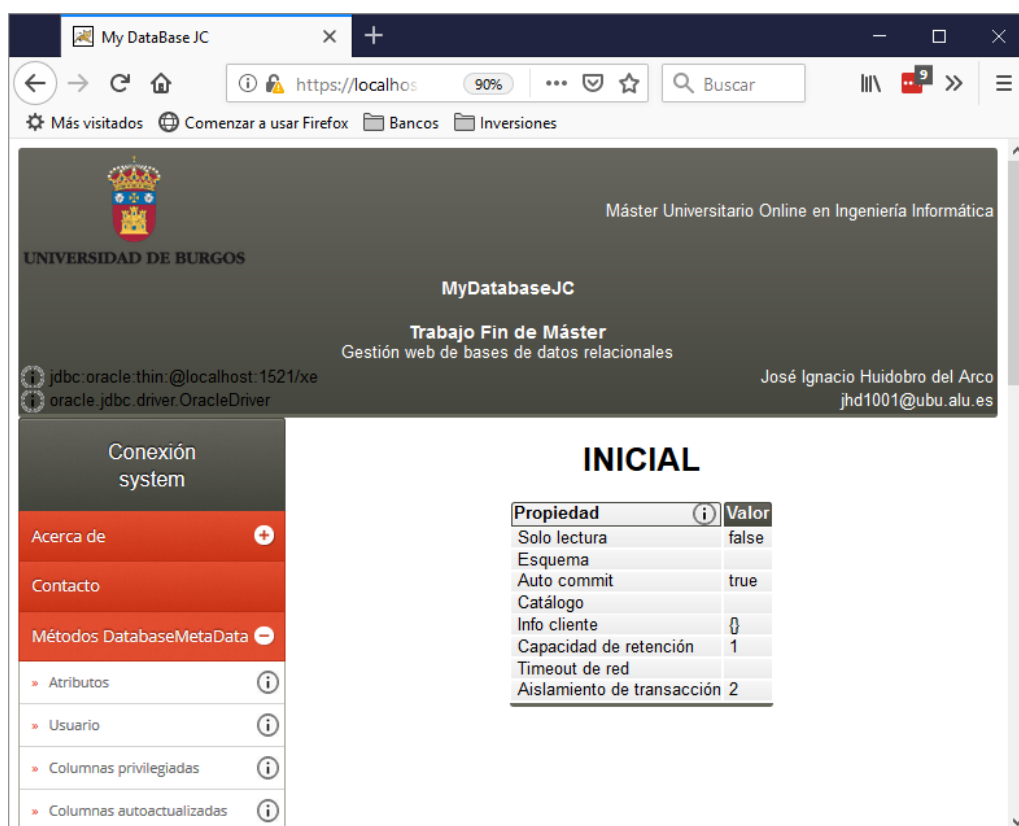 My DataBase JC
https://localhos
90%
Buscar
9
Más visitados
Comenzar a usar Firefox
Bancos
Inversiones
UNIVERSIDAD DE BURGOS
Máster Universitario Online en Ingeniería Informática
MyDatabaseJC
Trabajo Fin de Máster
Gestión web de bases de datos relacionales
jdbc:oracle:thin:@localhost:1521/xe
oracle.jdbc.driver.OracleDriver
José Ignacio Huidobro del Arco
jhd1001@ubu.alu.es
Conexión
system
Acerca de
Contacto
Métodos DatabaseMetaData
» Atributos
» Usuario
» Columnas privilegiadas
» Columnas autoactualizadas
INICIAL
Propiedad Valor
Solo lectura false
Esquema
Auto commit true
Catálogo
Info cliente {}
Capacidad de retención 1
Timeout de red
Aislamiento de transacción 2